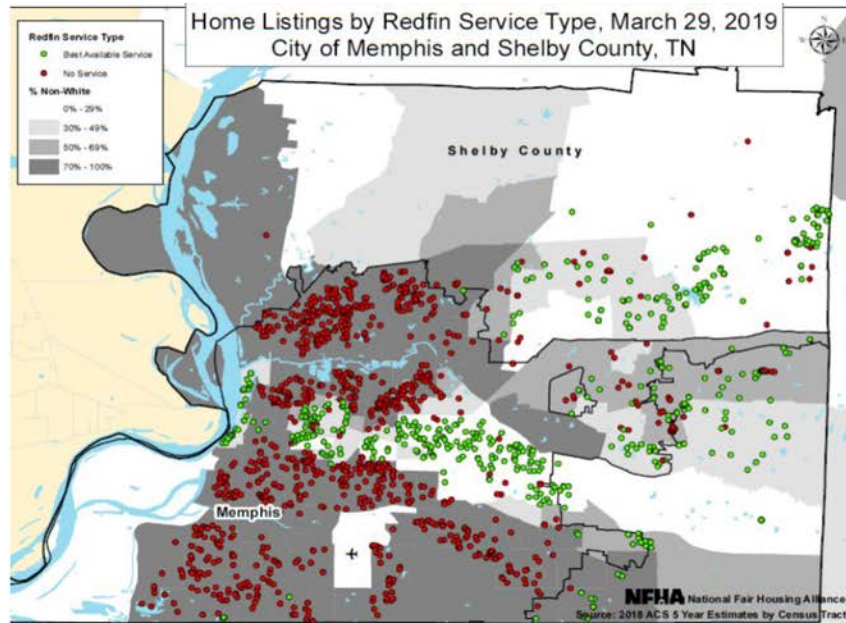 Home Listings by Redfin Service Type, March 29, 2019
City of Memphis and Shelby County, TN
Redfin Service Type
Best Available Service
No Service
% Non-White
0% - 29%
30% - 49%
50% - 69%
70% - 100%
Shelby County
Memphis
NFHA National Fair Housing Alliance
Source: 2018 ACS 5 Year Estimates by Census Tract